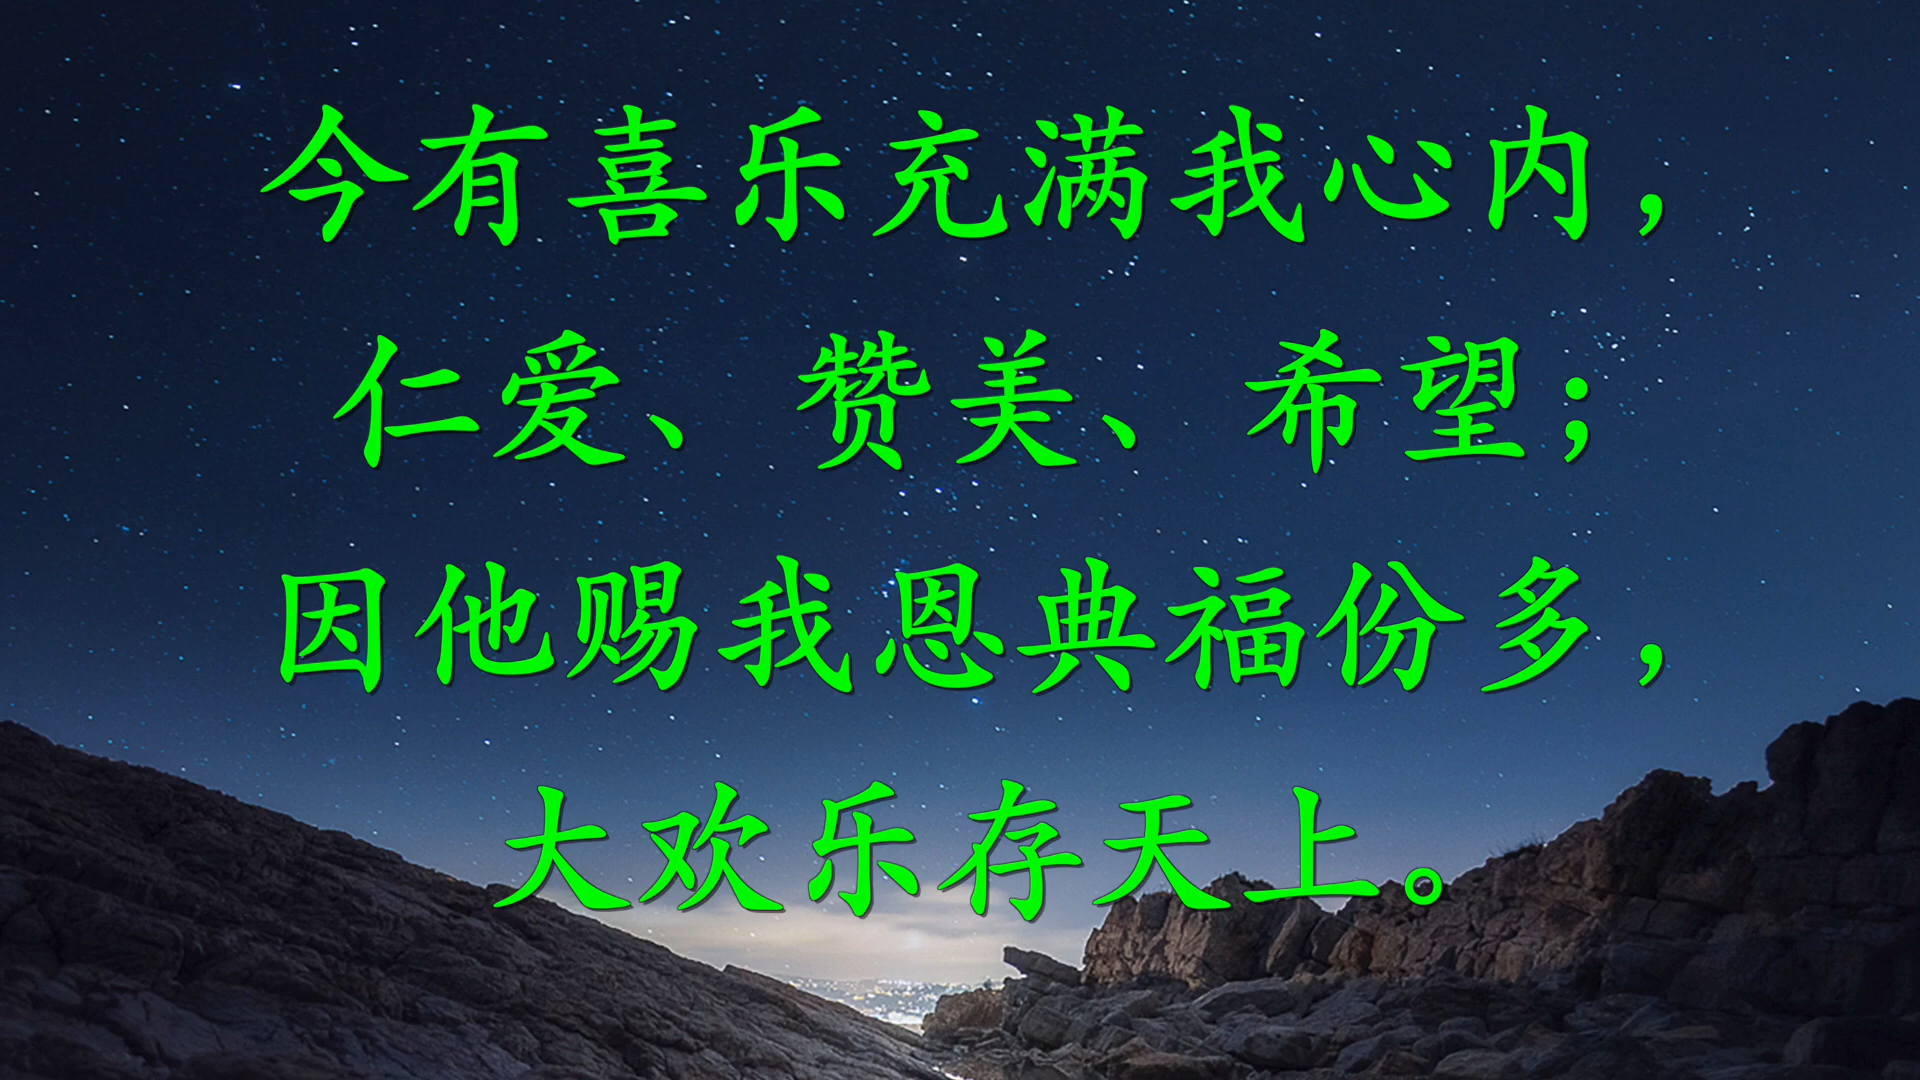 今有喜乐充满我心内，
仁爱、赞美、希望；
因他赐我恩典福份多，
大欢乐存天上。